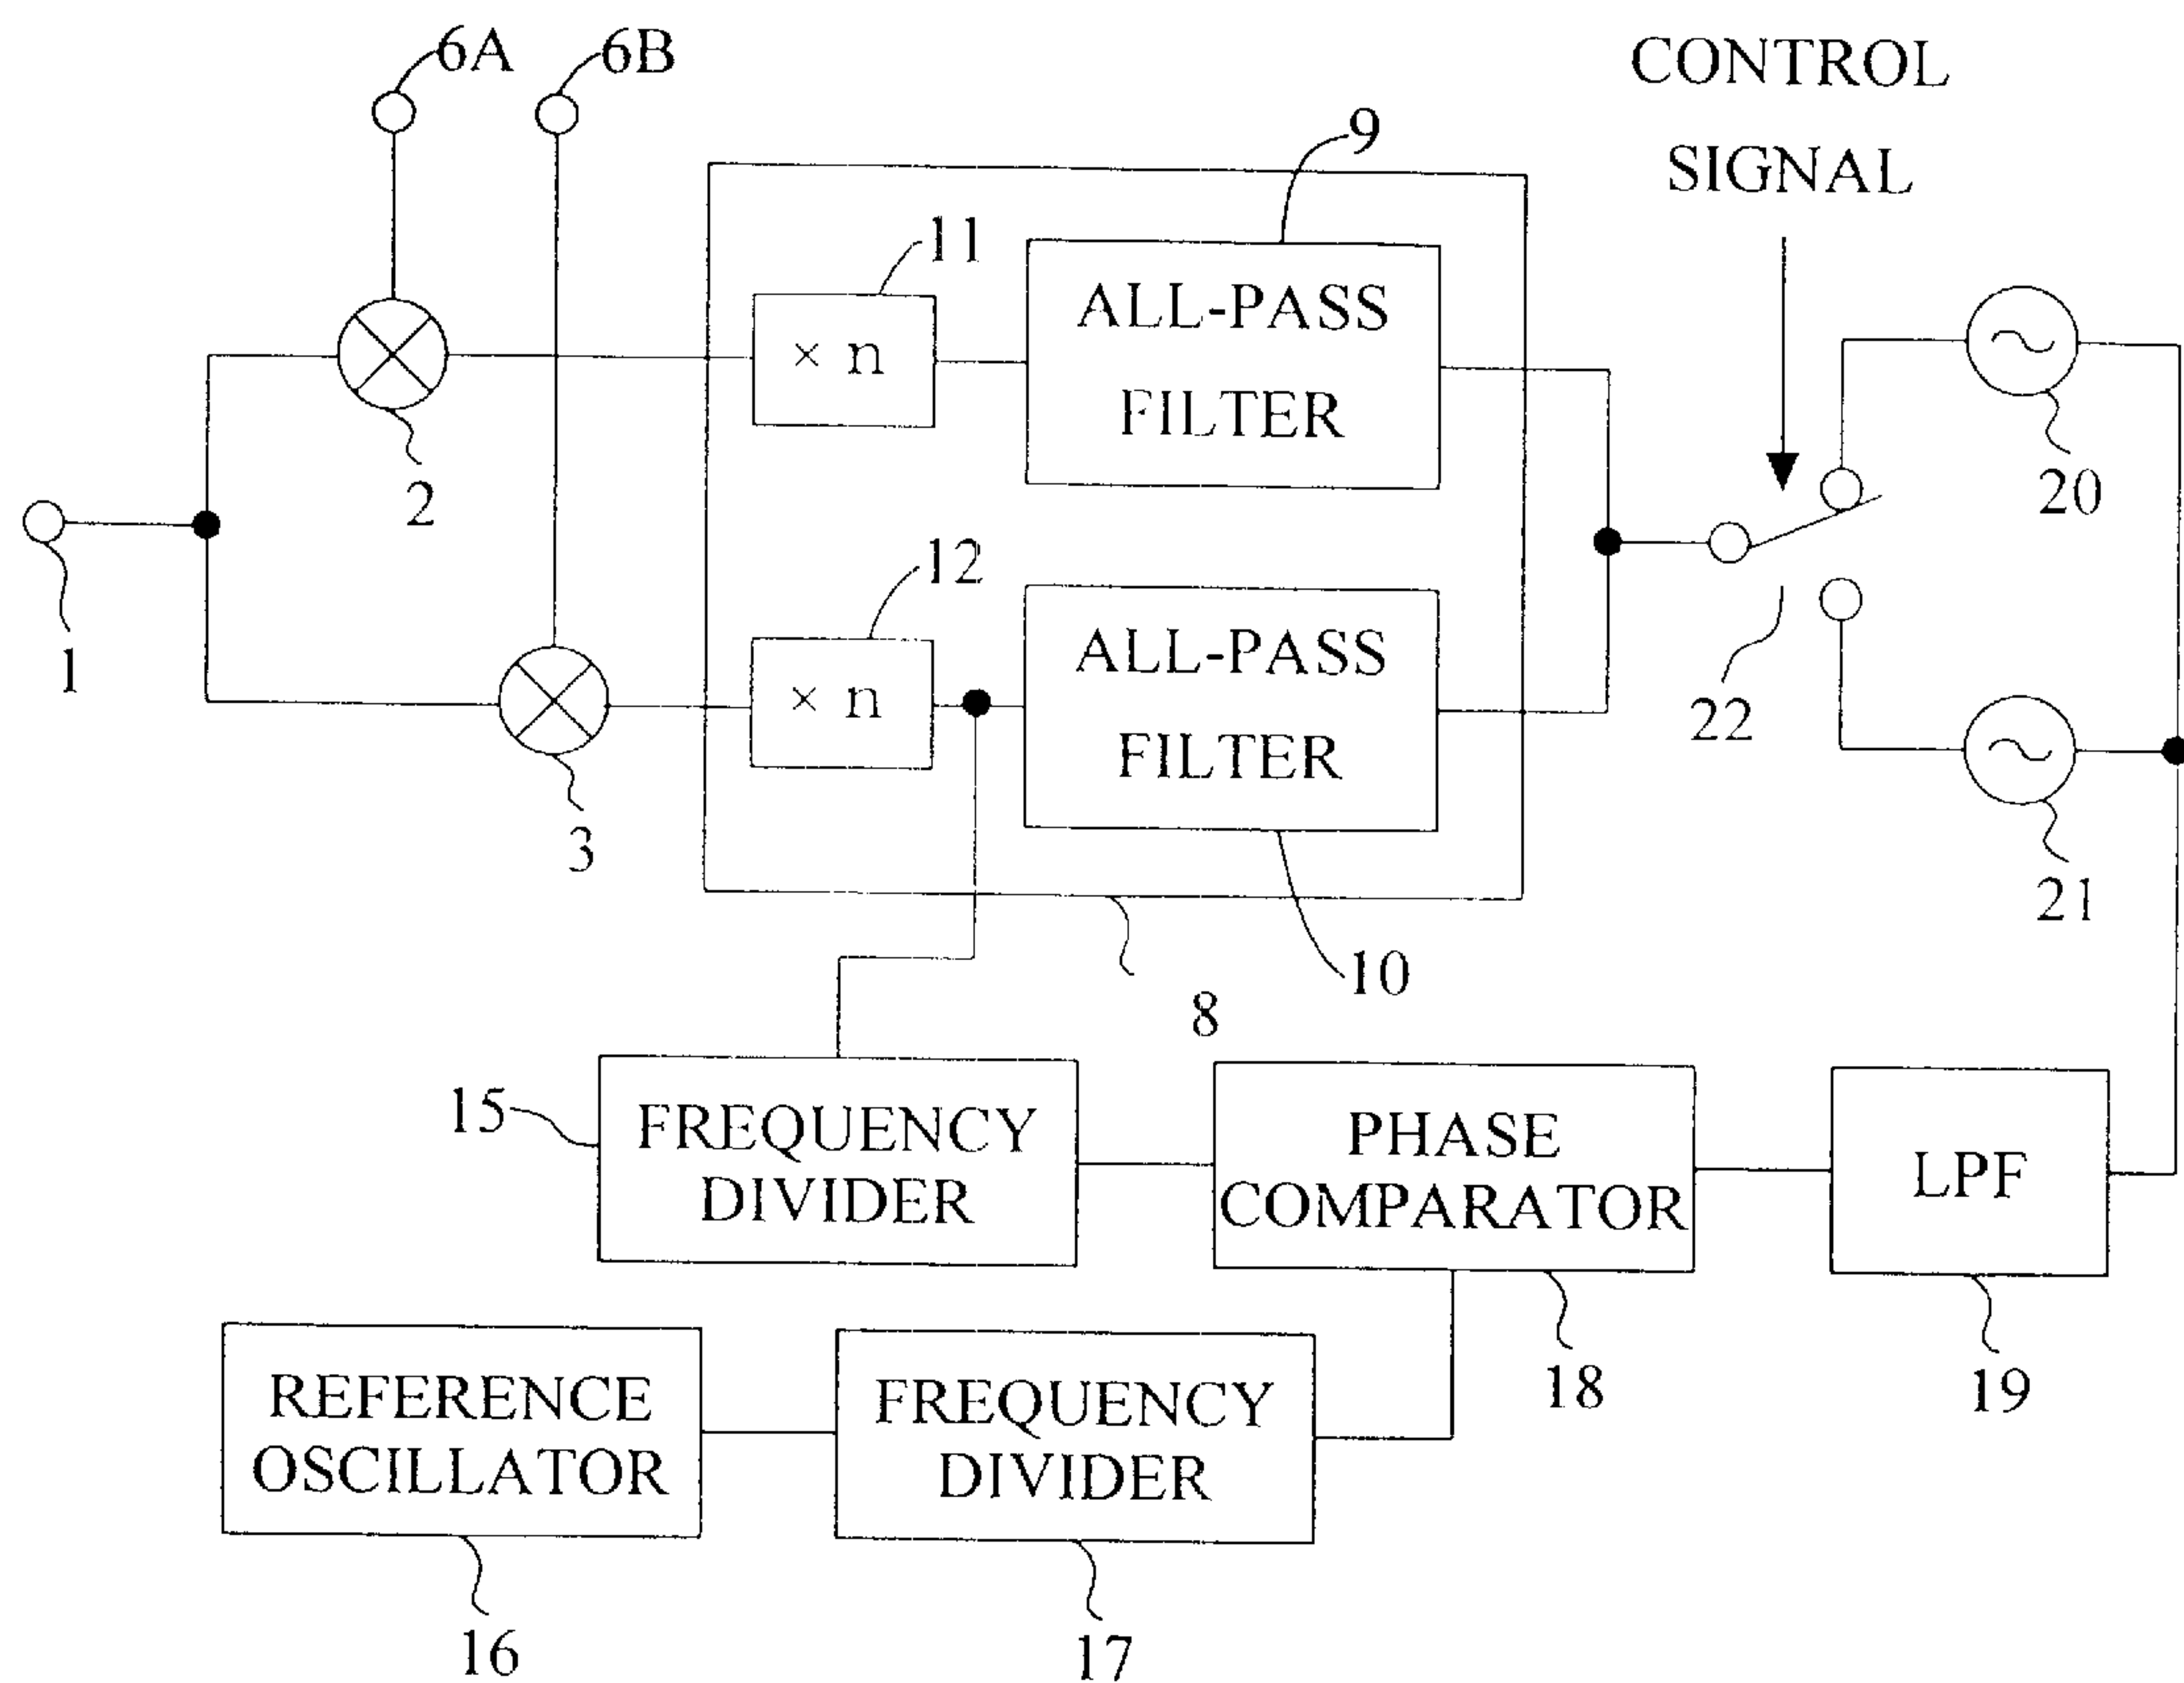 6A
6B
CONTROL
SIGNAL
9
11
× n
ALL-PASS
FILTER
2
20
1
12
× n
ALL-PASS
FILTER
22
3
21
8
10
15
FREQUENCY
DIVIDER
PHASE
COMPARATOR
LPF
18
19
REFERENCE
OSCILLATOR
FREQUENCY
DIVIDER
16
17